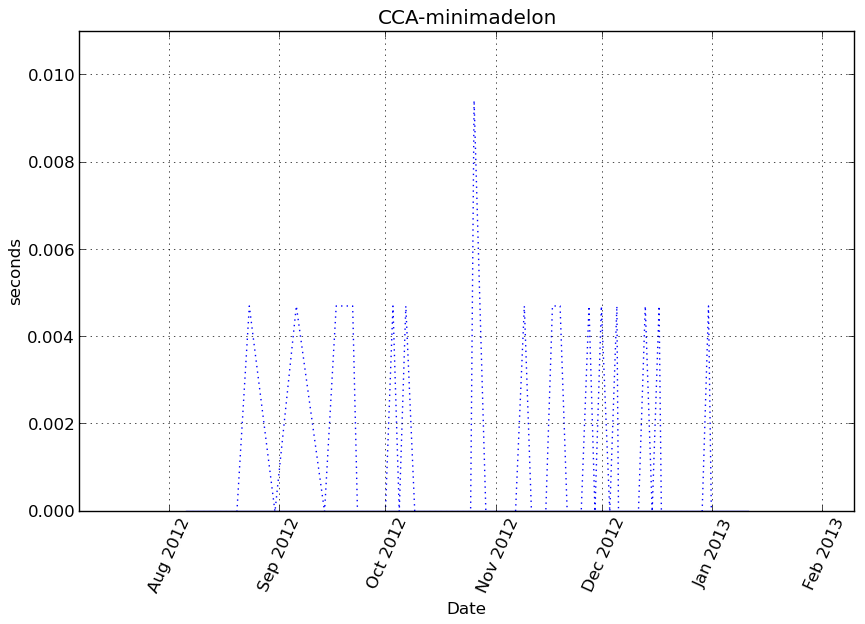 CCA-minimadelon
0.010
0.008
0.006
0.004
0.002
0.000
seconds
Aug 2012
Sep 2012
Oct 2012
Nov 2012
Dec 2012
Jan 2013
Feb 2013
Date